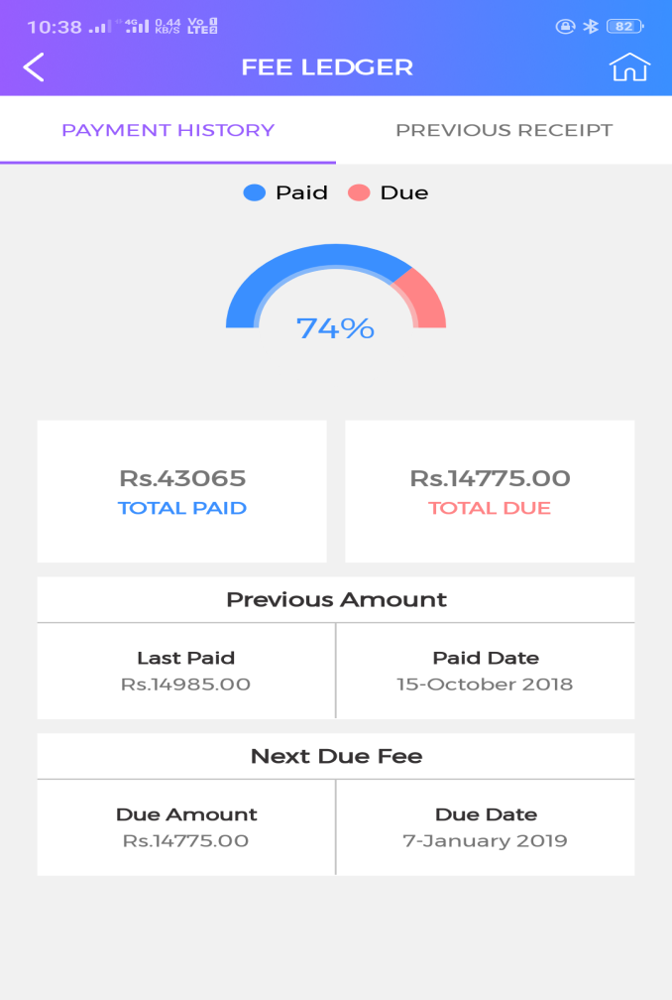 10:38 4G 0.44 KB/S Vo 1 LTE 2 82
FEE LEDGER
PAYMENT HISTORY PREVIOUS RECEIPT
Paid Due
74%
Rs.43065 Rs.14775.00
TOTAL PAID TOTAL DUE
Previous Amount
Last Paid Paid Date
Rs.14985.00 15-October 2018
Next Due Fee
Due Amount Due Date
Rs.14775.00 7-January 2019